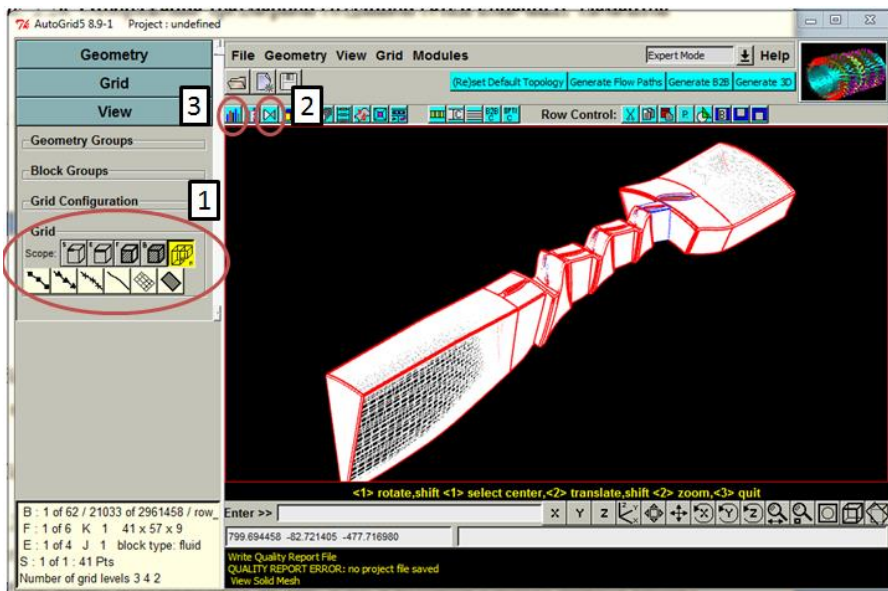 AutoGrid5 8.9-1 Project : undefined
Geometry
Grid
View
3
File Geometry View Grid Modules
Expert Mode
Help
(Re)set Default Topology Generate Flow Paths Generate B2B Generate 3D
2
Row Control:
Geometry Groups
Block Groups
Grid Configuration
1
Grid
Scope:
<1> rotate,shift <1> select center,<2> translate,shift <2> zoom,<3> quit
B : 1 of 62 / 21033 of 2961458 / row_
F : 1 of 6 K 1 41 x 57 x 9
E : 1 of 4 J 1 block type: fluid
S : 1 of 1 : 41 Pts
Number of grid levels 3 4 2
Enter >>
X Y Z
799.694458 -82.721405 -477.716980
Write Quality Report File
QUALITY REPORT ERROR: no project file saved
View Solid Mesh